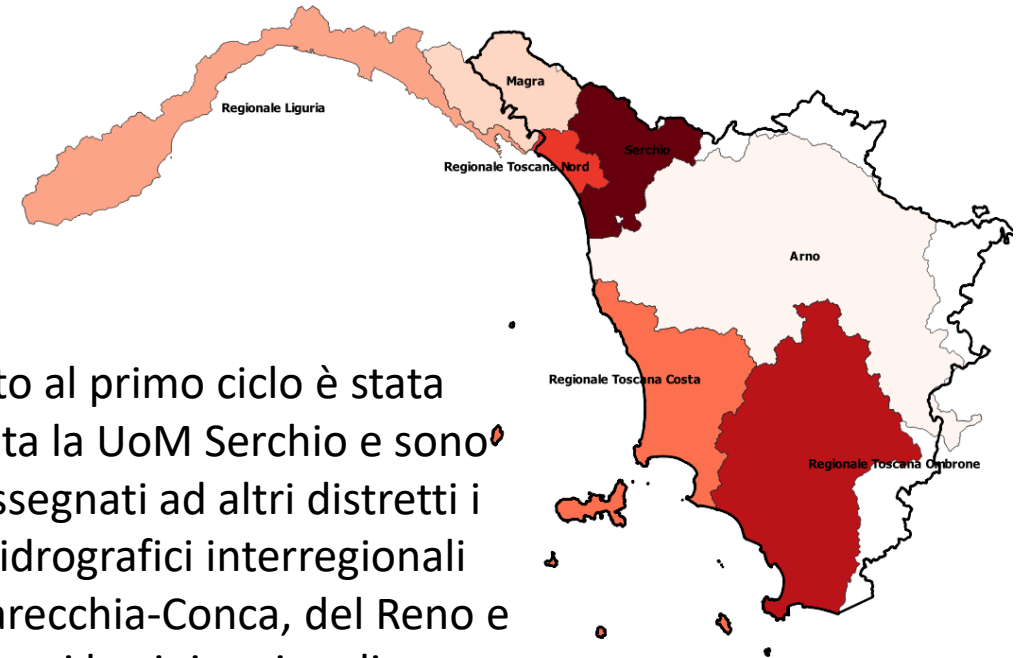 Magra
Regionale Liguria
Serchio
Regionale Toscana Nord
Arno
Regionale Toscana Costa
Regionale Toscana Ombrone
to al primo ciclo è stata
ta la UoM Serchio e sono
ssegnati ad altri distretti i
idrografici interregionali
arecchia-Conca, del Reno e